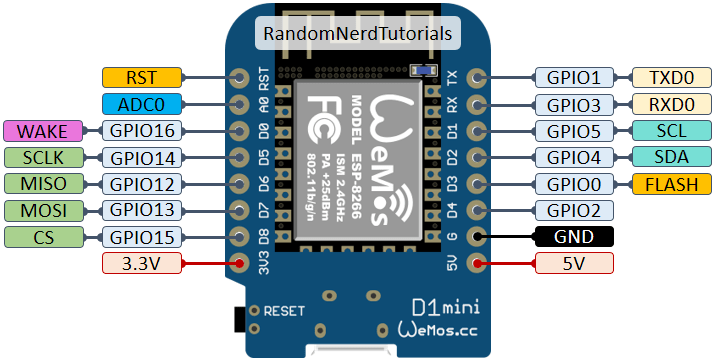 RandomNerdTutorials
RST RST TX GPIO1 TXD0
ADC0 A0 RX GPIO3 RXD0
WAKE GPIO16 D0 D1 GPIO5 SCL
SCLK GPIO14 D5 D2 GPIO4 SDA
MISO GPIO12 D6 D3 GPIO0 FLASH
MOSI GPIO13 D7 D4 GPIO2
CS GPIO15 D8 G GND
3.3V 3V3 5V 5V
WeMos
FC
MODEL ESP-8266
ISM 2.4GHz
PA +25dBm
802.11b/g/n
RESET
D1mini
WeMos.cc